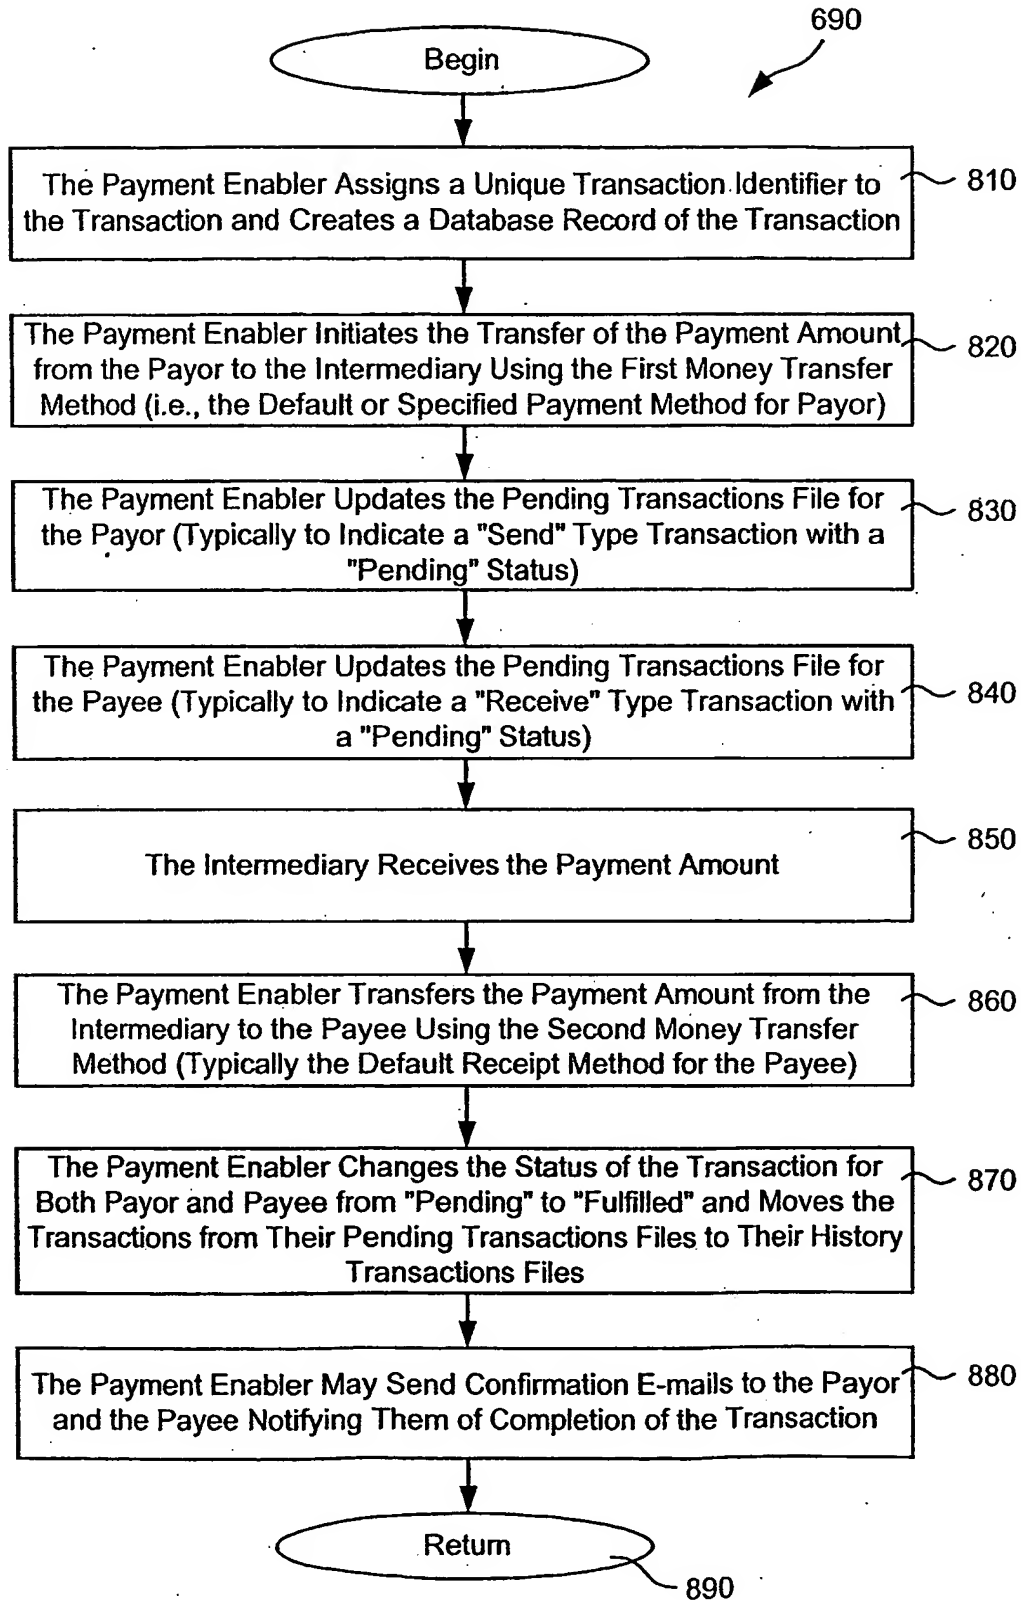 690
Begin
The Payment Enabler Assigns a Unique Transaction Identifier to
the Transaction and Creates a Database Record of the Transaction
810
The Payment Enabler Initiates the Transfer of the Payment Amount
from the Payor to the Intermediary Using the First Money Transfer
Method (i.e., the Default or Specified Payment Method for Payor)
820
The Payment Enabler Updates the Pending Transactions File for
the Payor (Typically to Indicate a "Send" Type Transaction with a
"Pending" Status)
830
The Payment Enabler Updates the Pending Transactions File for
the Payee (Typically to Indicate a "Receive" Type Transaction with
a "Pending" Status)
840
The Intermediary Receives the Payment Amount
850
The Payment Enabler Transfers the Payment Amount from the
Intermediary to the Payee Using the Second Money Transfer
Method (Typically the Default Receipt Method for the Payee)
860
The Payment Enabler Changes the Status of the Transaction for
Both Payor and Payee from "Pending" to "Fulfilled" and Moves the
Transactions from Their Pending Transactions Files to Their History
Transactions Files
870
The Payment Enabler May Send Confirmation E-mails to the Payor
and the Payee Notifying Them of Completion of the Transaction
880
Return
890